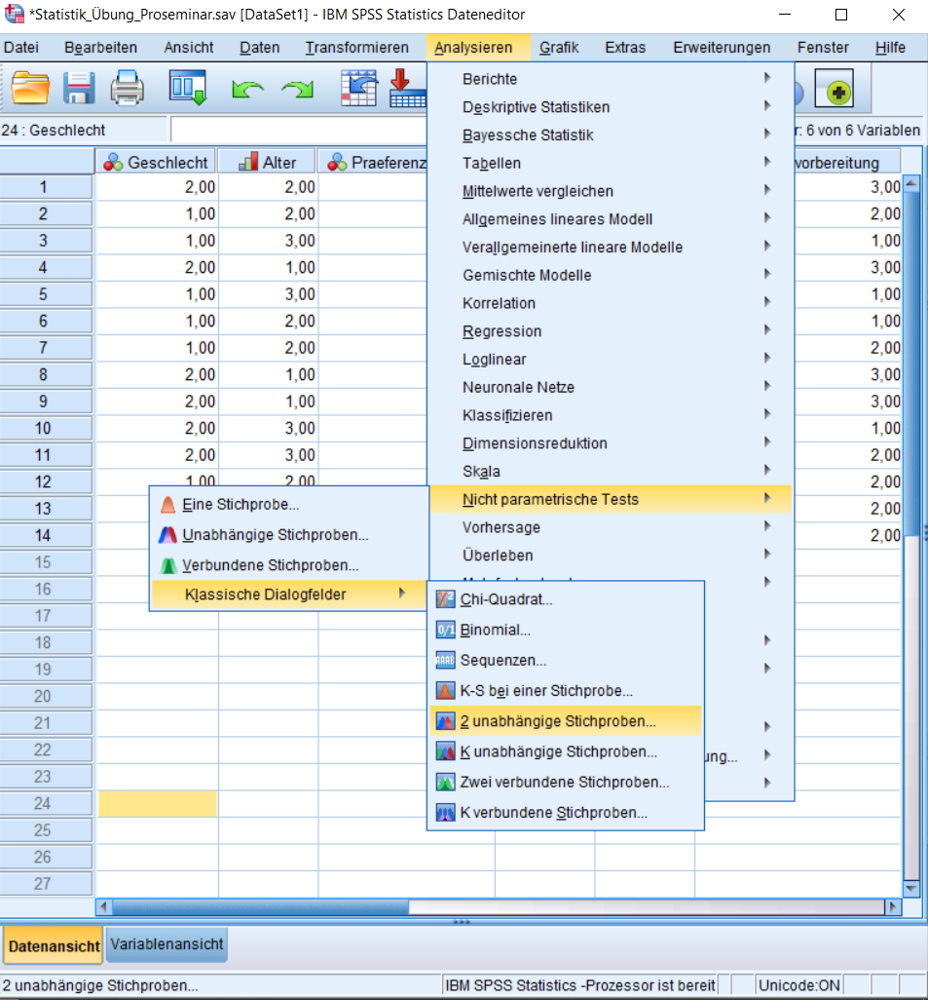 *Statistik_Übung_Proseminar.sav [DataSet1] - IBM SPSS Statistics Dateneditor
Datei Bearbeiten Ansicht Daten Transformieren Analysieren Grafik Extras Erweiterungen Fenster Hilfe
24 : Geschlecht
r: 6 von 6 Variablen
Geschlecht Alter Praeferenz vorbereitung
1 2,00 2,00 3,00
2 1,00 2,00 2,00
3 1,00 3,00 1,00
4 2,00 1,00 3,00
5 1,00 3,00 1,00
6 1,00 2,00 1,00
7 1,00 2,00 2,00
8 2,00 1,00 3,00
9 2,00 1,00 3,00
10 2,00 3,00 1,00
11 2,00 3,00 2,00
12 1,00 2,00 2,00
13 2,00
14 2,00
15
16
17
18
19
20
21
22
23
24
25
26
27
Berichte
Deskriptive Statistiken
Bayessche Statistik
Tabellen
Mittelwerte vergleichen
Allgemeines lineares Modell
Verallgemeinerte lineare Modelle
Gemischte Modelle
Korrelation
Regression
Loglinear
Neuronale Netze
Klassifizieren
Dimensionsreduktion
Skala
Nicht parametrische Tests
Vorhersage
Überleben
ung...
Eine Stichprobe...
Unabhängige Stichproben...
Verbundene Stichproben...
Klassische Dialogfelder
Chi-Quadrat...
0/1 Binomial...
AAAB Sequenzen...
K-S bei einer Stichprobe...
2 unabhängige Stichproben...
K unabhängige Stichproben...
Zwei verbundene Stichproben...
K verbundene Stichproben...
Datenansicht Variablenansicht
2 unabhängige Stichproben... IBM SPSS Statistics -Prozessor ist bereit Unicode:ON